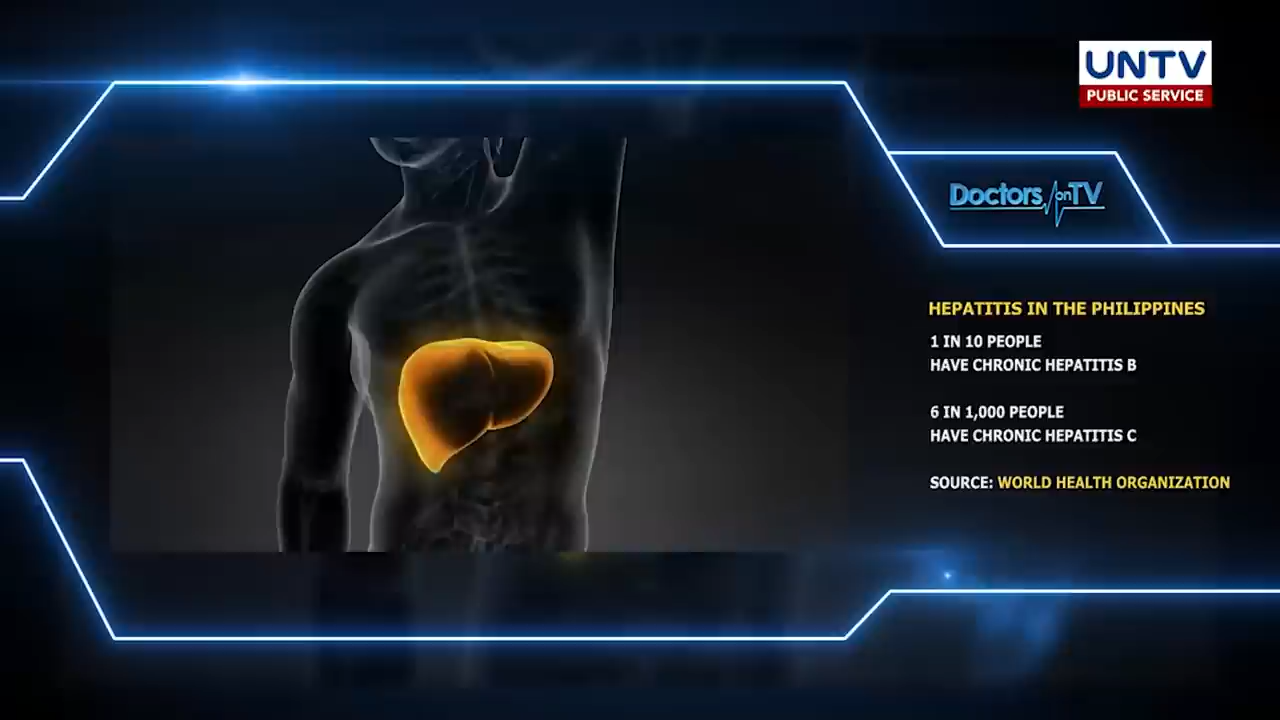 UNTV
PUBLIC SERVICE
Doctors on TV
HEPATITIS IN THE PHILIPPINES
1 IN 10 PEOPLE
HAVE CHRONIC HEPATITIS B
6 IN 1,000 PEOPLE
HAVE CHRONIC HEPATITIS C
SOURCE: WORLD HEALTH ORGANIZATION